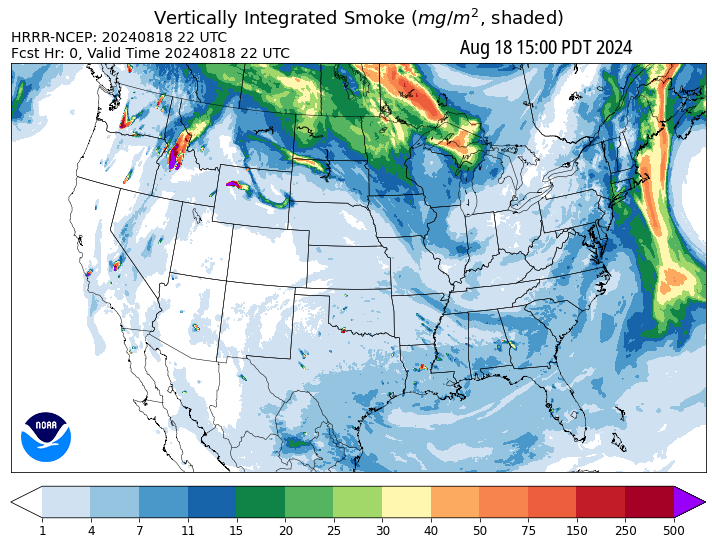 Vertically Integrated Smoke (mg/m², shaded)
HRRR-NCEP: 20240818 22 UTC
Fcst Hr: 0, Valid Time 20240818 22 UTC
Aug 18 15:00 PDT 2024
NOAA
1 4 7 11 15 20 25 30 40 50 75 150 250 500